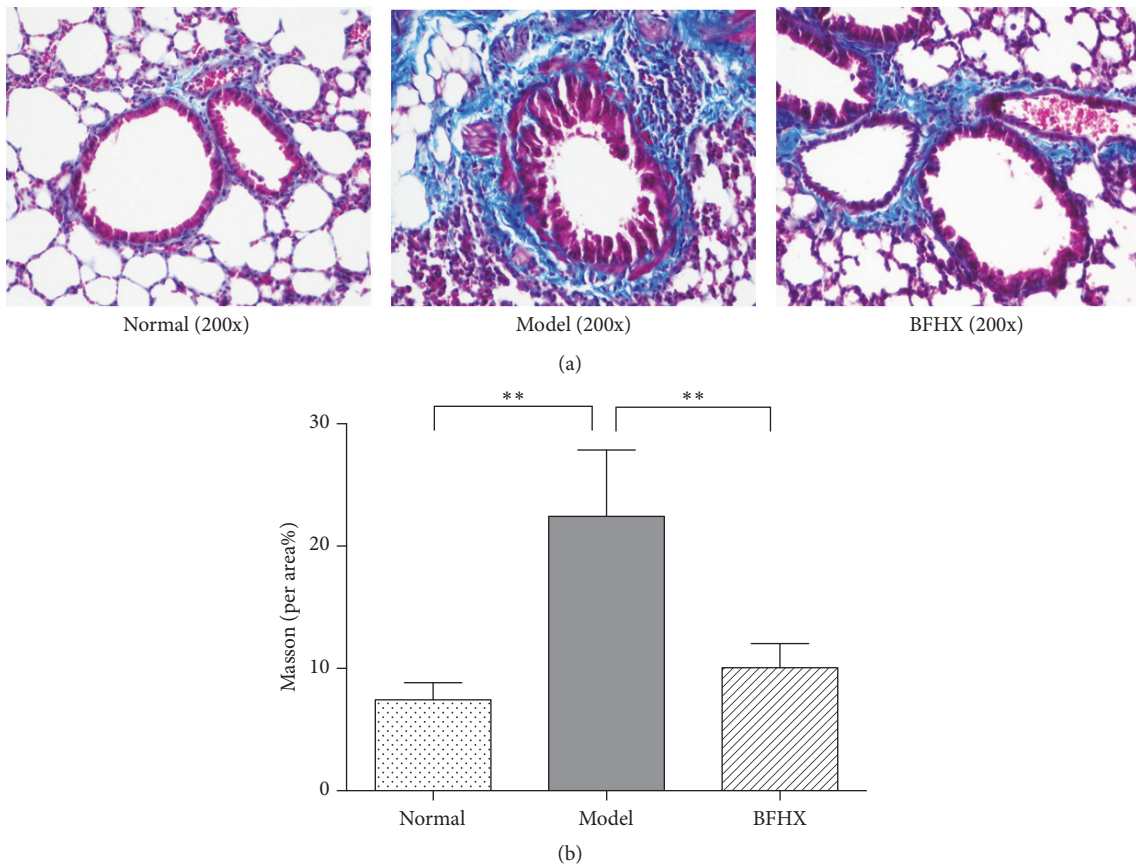 Normal (200x)
Model (200x)
BFHX (200x)
(a)
** **
30
20
10
0
Masson (per area%)
Normal Model BFHX
(b)